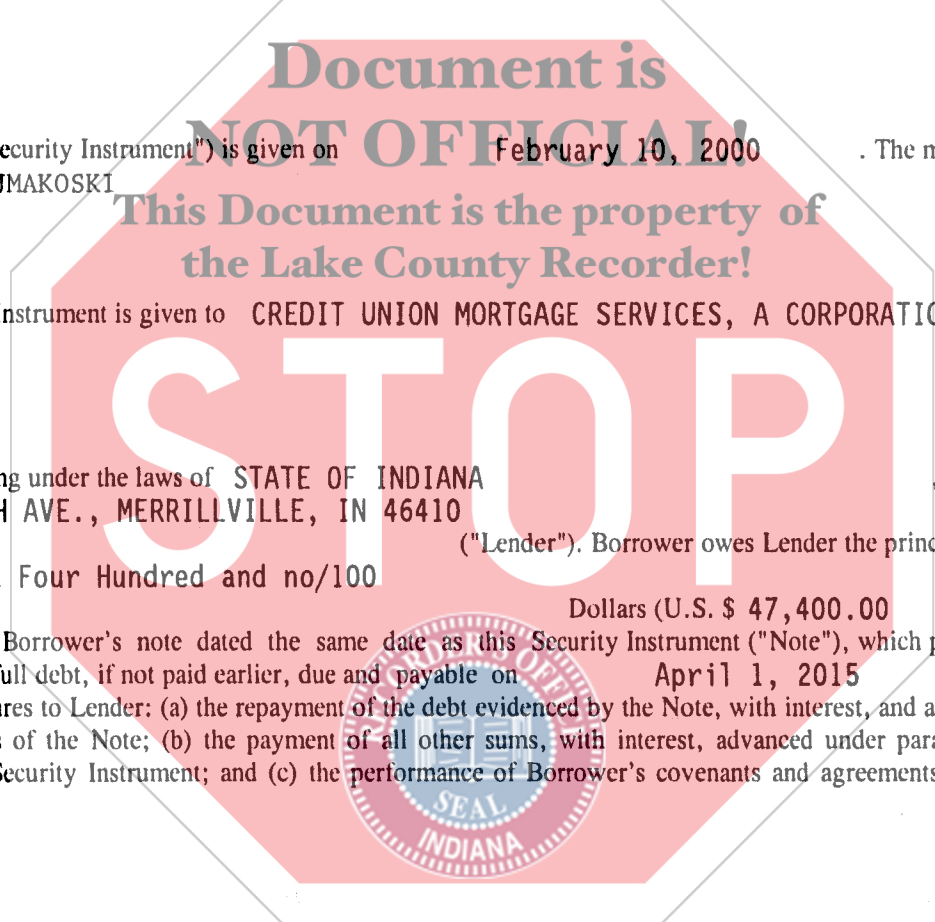 Document is
NOT OFFICIAL!
ecurity Instrument") is given on February 10, 2000 . The m
UMAKOSKI
This Document is the property of
the Lake County Recorder!
Instrument is given to CREDIT UNION MORTGAGE SERVICES, A CORPORATIO
STOP
ng under the laws of STATE OF INDIANA ,
H AVE., MERRILLVILLE, IN 46410
("Lender"). Borrower owes Lender the princ
Four Hundred and no/100
Dollars (U.S. $ 47,400.00
Borrower's note dated the same date as this Security Instrument ("Note"), which p
ull debt, if not paid earlier, due and payable on April 1, 2015
res to Lender: (a) the repayment of the debt evidenced by the Note, with interest, and a
s of the Note; (b) the payment of all other sums, with interest, advanced under para
Security Instrument; and (c) the performance of Borrower's covenants and agreements
RECORDER'S OFFICE
SEAL
INDIANA